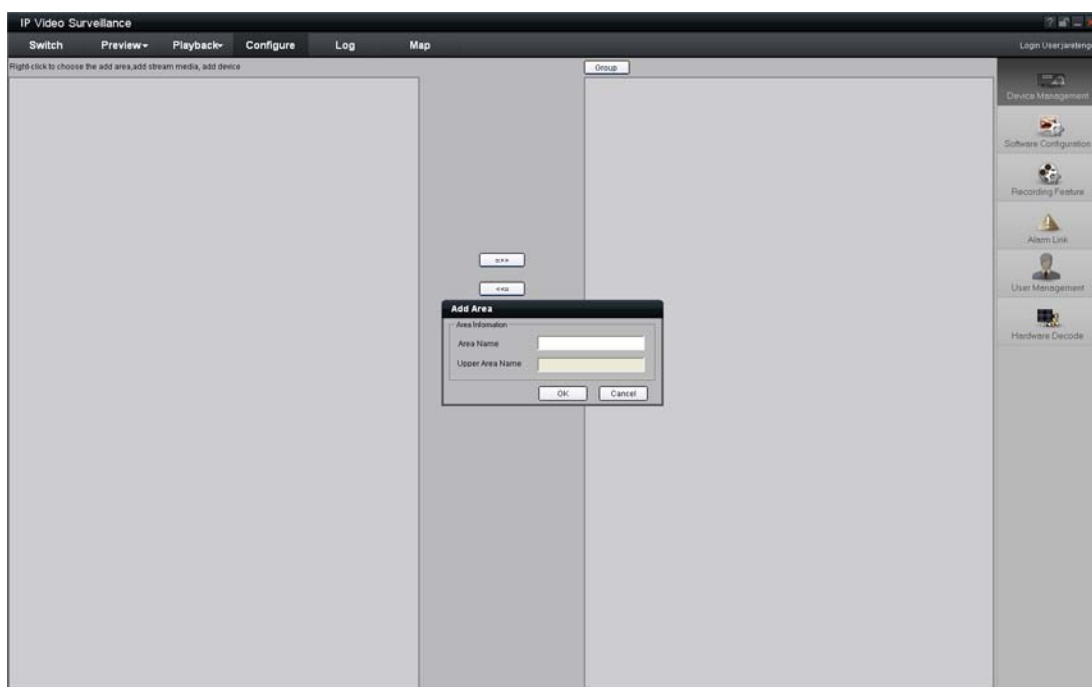 IP Video Surveillance
Switch Preview Playback Configure Log Map
Right-click to choose the add area,add stream media, add device
Group
Device Management
Software Configuration
Recording Feature
Alarm Link
User Management
Hardware Decode
=>>
<<=
Add Area
Area Infomation
Area Name
Upper Area Name
OK Cancel
Login User:jareteng